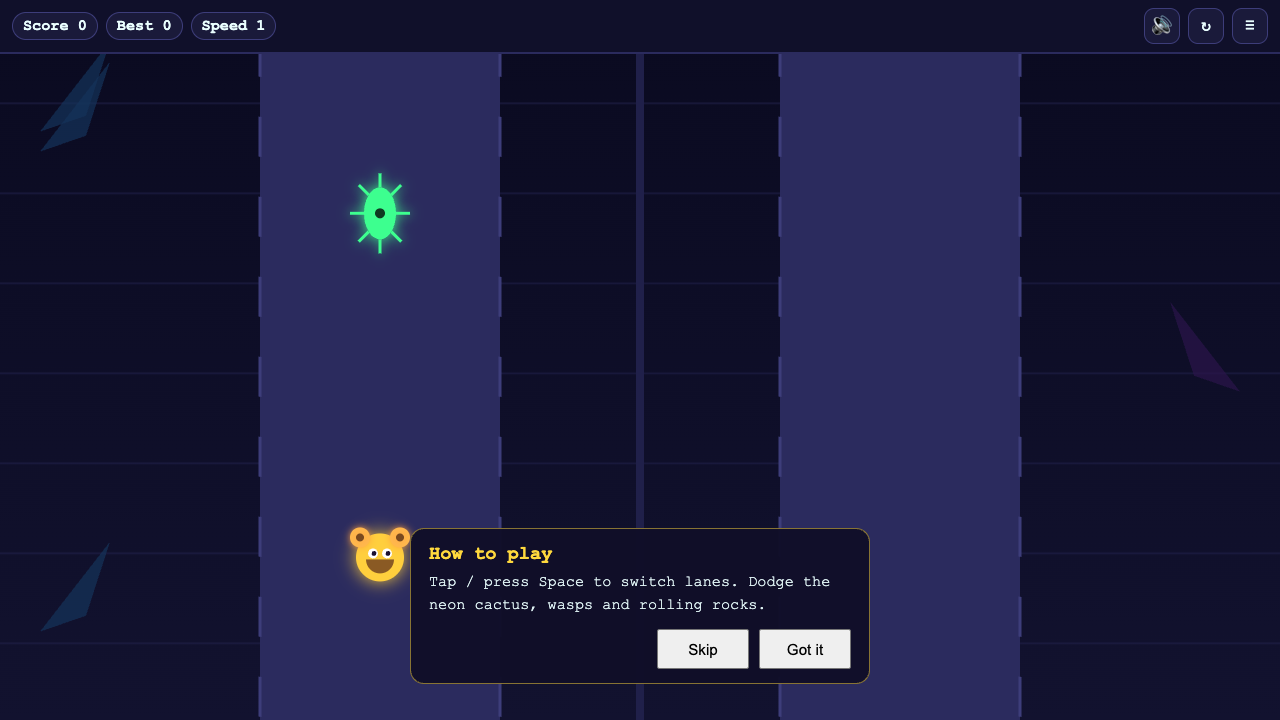 Score 0 Best 0 Speed 1
How to play
Tap / press Space to switch lanes. Dodge the
neon cactus, wasps and rolling rocks.
Skip Got it